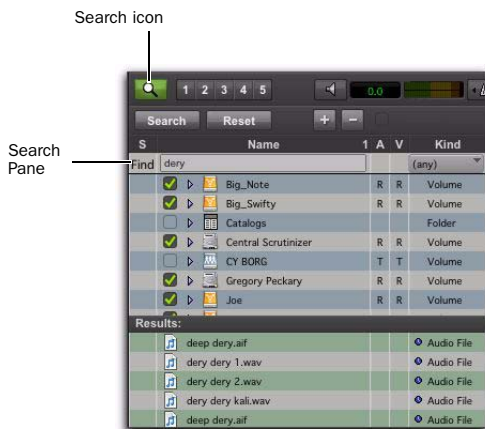 Search icon
1 2 3 4 5 0.0
Search Reset + -
S Name 1 A V Kind
Search Pane
Find dery (any)
Big_Note R R Volume
Big_Swifty R R Volume
Catalogs Folder
Central Scrutinizer R R Volume
CY BORG T T Volume
Gregory Peckary R R Volume
Joe R R Volume
Results:
deep dery.aif Audio File
dery dery 1.wav Audio File
dery dery 2.wav Audio File
dery dery kali.wav Audio File
deep dery.aif Audio File